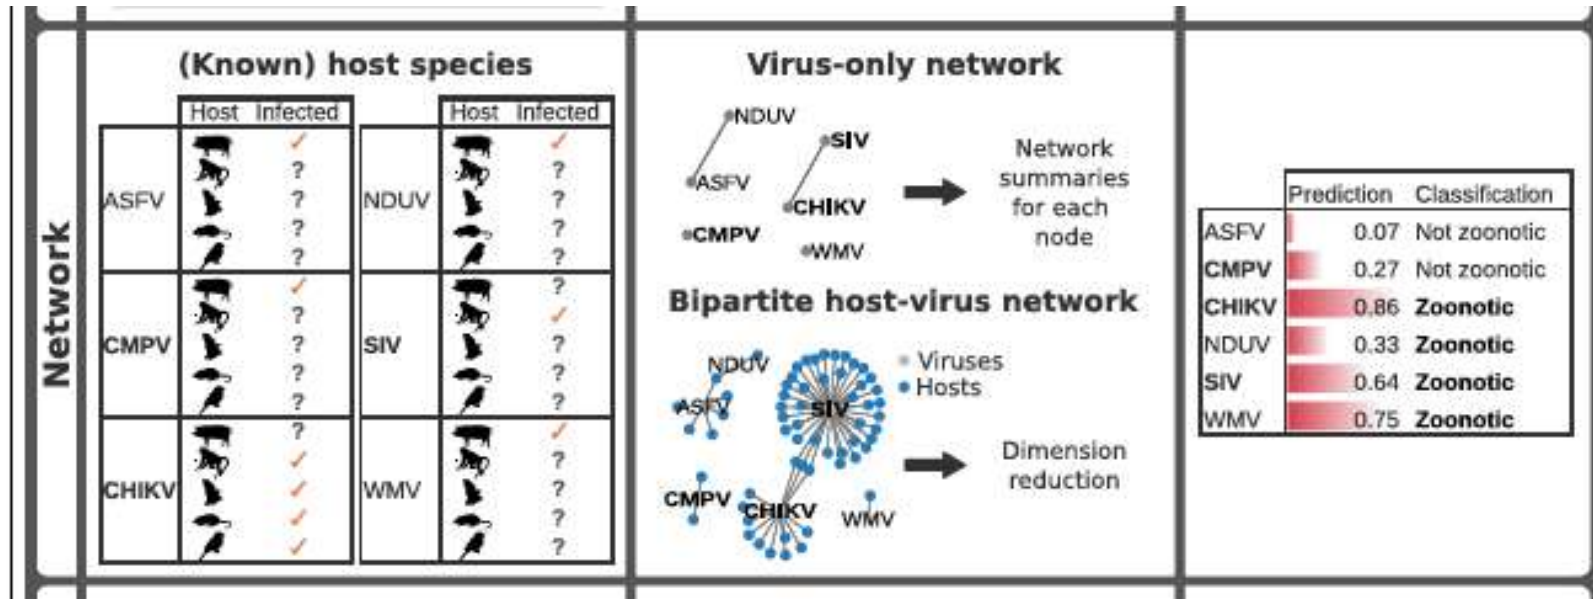 Network
(Known) host species
Host Infected
ASFV
✓
?
?
?
?
Host Infected
NDUV
✓
?
?
?
?
CMPV
✓
?
?
?
?
SIV
?
✓
?
?
?
CHIKV
?
✓
✓
✓
✓
WMV
✓
?
?
?
?
Virus-only network
NDUV
SIV
ASFV
CHIKV
CMPV
WMV
Network
summaries
for each
node
Bipartite host-virus network
NDUV
ASFV
SIV
CMPV
CHIKV
WMV
Viruses
Hosts
Dimension
reduction
Prediction Classification
ASFV 0.07 Not zoonotic
CMPV 0.27 Not zoonotic
CHIKV 0.86 Zoonotic
NDUV 0.33 Zoonotic
SIV 0.64 Zoonotic
WMV 0.75 Zoonotic